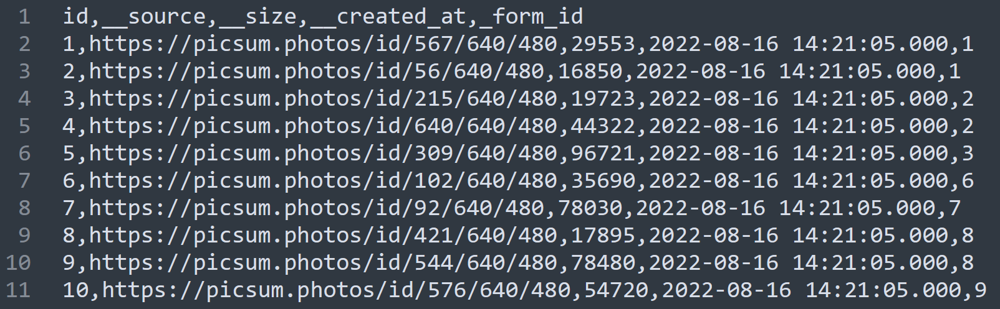 1 id,__source,__size,__created_at,_form_id
2 1,https://picsum.photos/id/567/640/480,29553,2022-08-16 14:21:05.000,1
3 2,https://picsum.photos/id/56/640/480,16850,2022-08-16 14:21:05.000,1
4 3,https://picsum.photos/id/215/640/480,19723,2022-08-16 14:21:05.000,2
5 4,https://picsum.photos/id/640/640/480,44322,2022-08-16 14:21:05.000,2
6 5,https://picsum.photos/id/309/640/480,96721,2022-08-16 14:21:05.000,3
7 6,https://picsum.photos/id/102/640/480,35690,2022-08-16 14:21:05.000,6
8 7,https://picsum.photos/id/92/640/480,78030,2022-08-16 14:21:05.000,7
9 8,https://picsum.photos/id/421/640/480,17895,2022-08-16 14:21:05.000,8
10 9,https://picsum.photos/id/544/640/480,78480,2022-08-16 14:21:05.000,8
11 10,https://picsum.photos/id/576/640/480,54720,2022-08-16 14:21:05.000,9